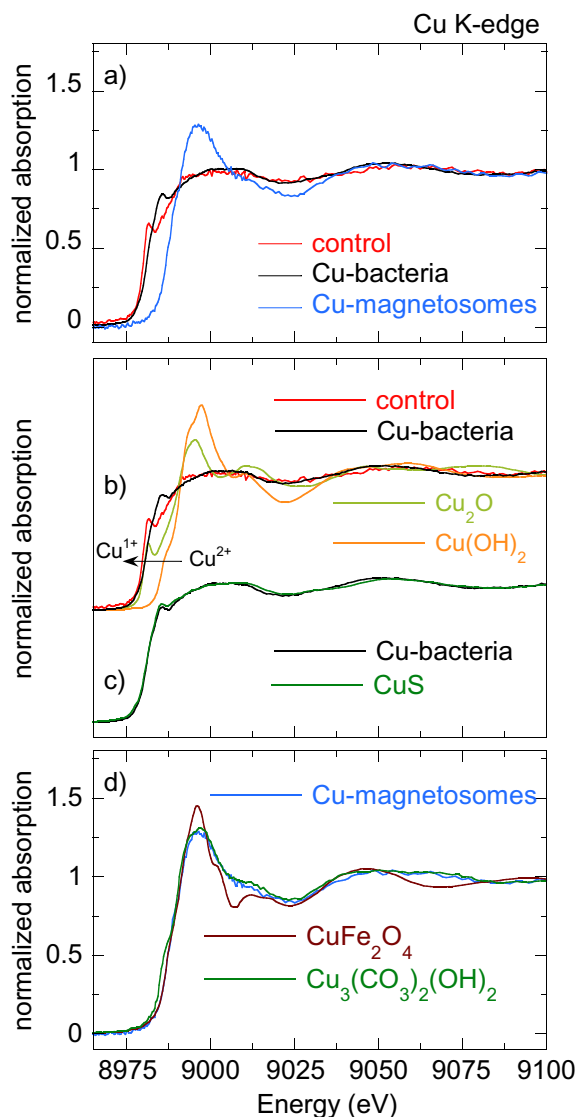 Cu K-edge
a)
1.5
1
0.5
0
normalized absorption
control
Cu-bacteria
Cu-magnetosomes
b)
control
Cu-bacteria
Cu₂O
Cu(OH)₂
Cu¹⁺
Cu²⁺
normalized absorption
c)
Cu-bacteria
CuS
d)
1.5
1
0.5
0
normalized absorption
Cu-magnetosomes
CuFe₂O₄
Cu₃(CO₃)₂(OH)₂
8975 9000 9025 9050 9075 9100
Energy (eV)